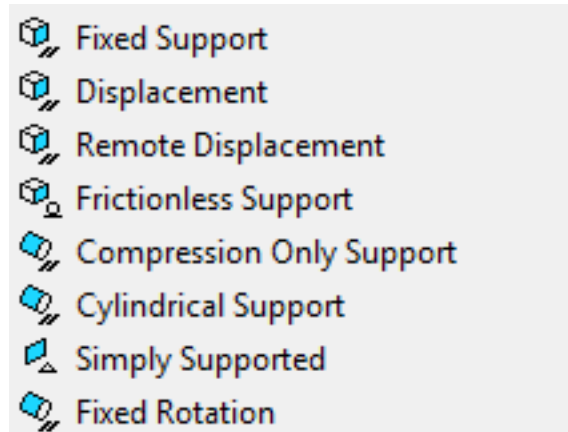 Fixed Support
Displacement
Remote Displacement
Frictionless Support
Compression Only Support
Cylindrical Support
Simply Supported
Fixed Rotation